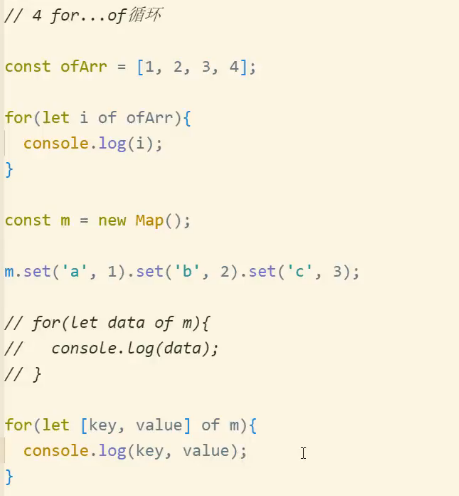 // 4 for...of循环
const ofArr = [1, 2, 3, 4];
for(let i of ofArr){
  console.log(i);
}
const m = new Map();
m.set('a', 1).set('b', 2).set('c', 3);
// for(let data of m){
//   console.log(data);
// }
for(let [key, value] of m){
  console.log(key, value);
}